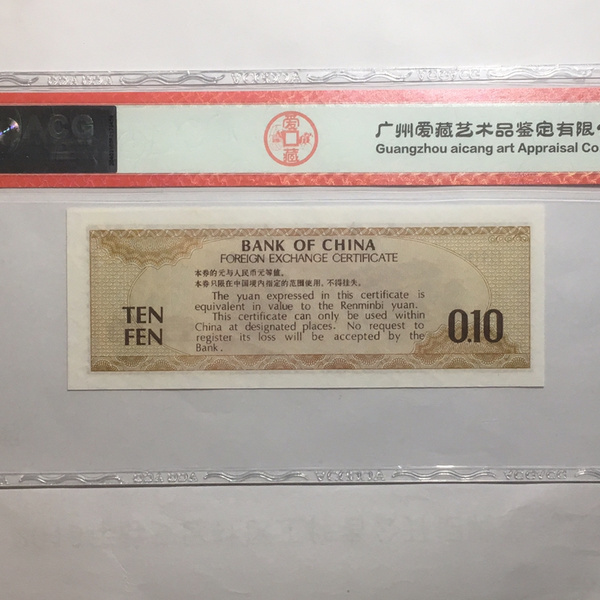 ACG
爱藏
广州爱藏艺术品鉴定有限
Guangzhou aicang art Appraisal Co
BANK OF CHINA
FOREIGN EXCHANGE CERTIFICATE
本券的元与人民币元等值。
本券只限在中国境内指定的范围使用，不得挂失。
The yuan expressed in this certificate is
equivalent in value to the Renminbi yuan.
This certificate can only be used within
China at designated places. No request to
register its loss will be accepted by the
Bank.
TEN
FEN
0.10